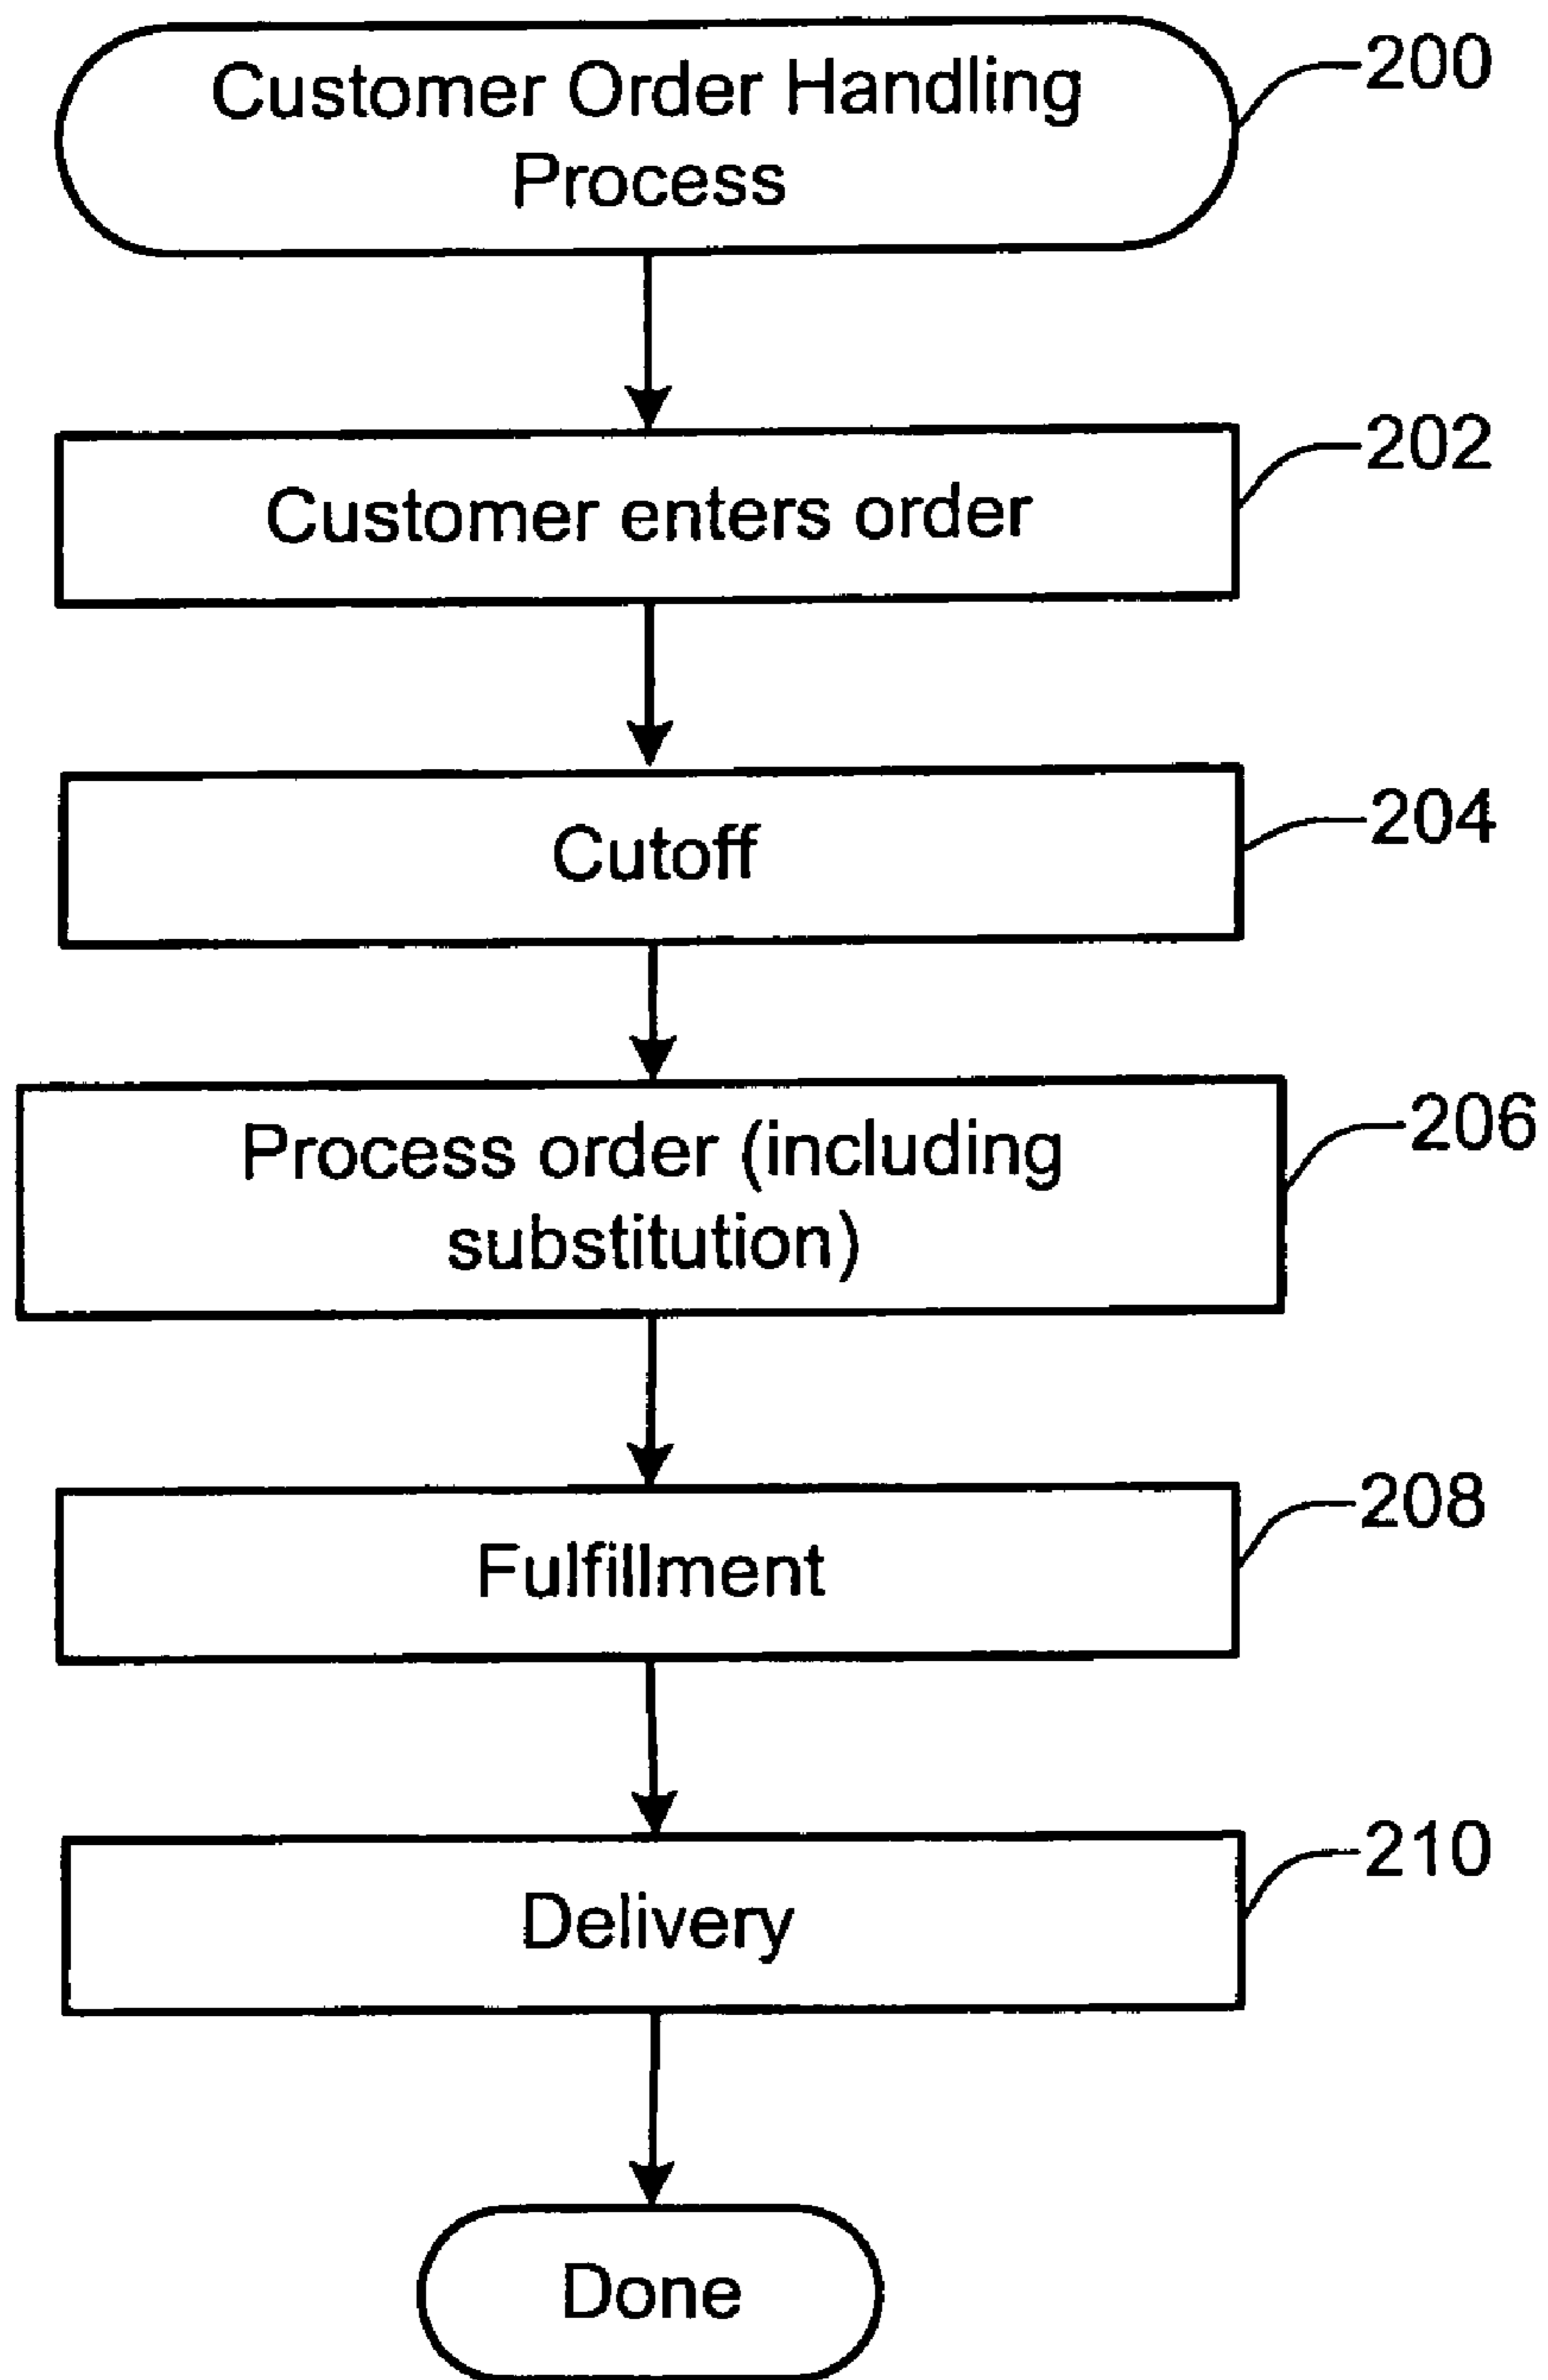 Customer Order Handling
Process
200
Customer enters order
202
Cutoff
204
Process order (including
substitution)
206
Fulfillment
208
Delivery
210
Done